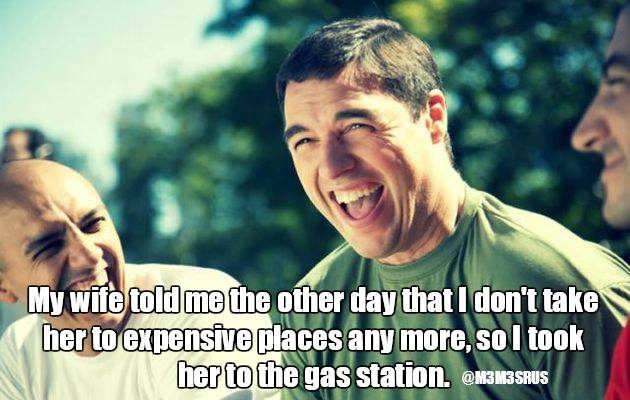 My wife told me the other day that I don't take
her to expensive places any more, so I took
her to the gas station. @M3M3SRUS